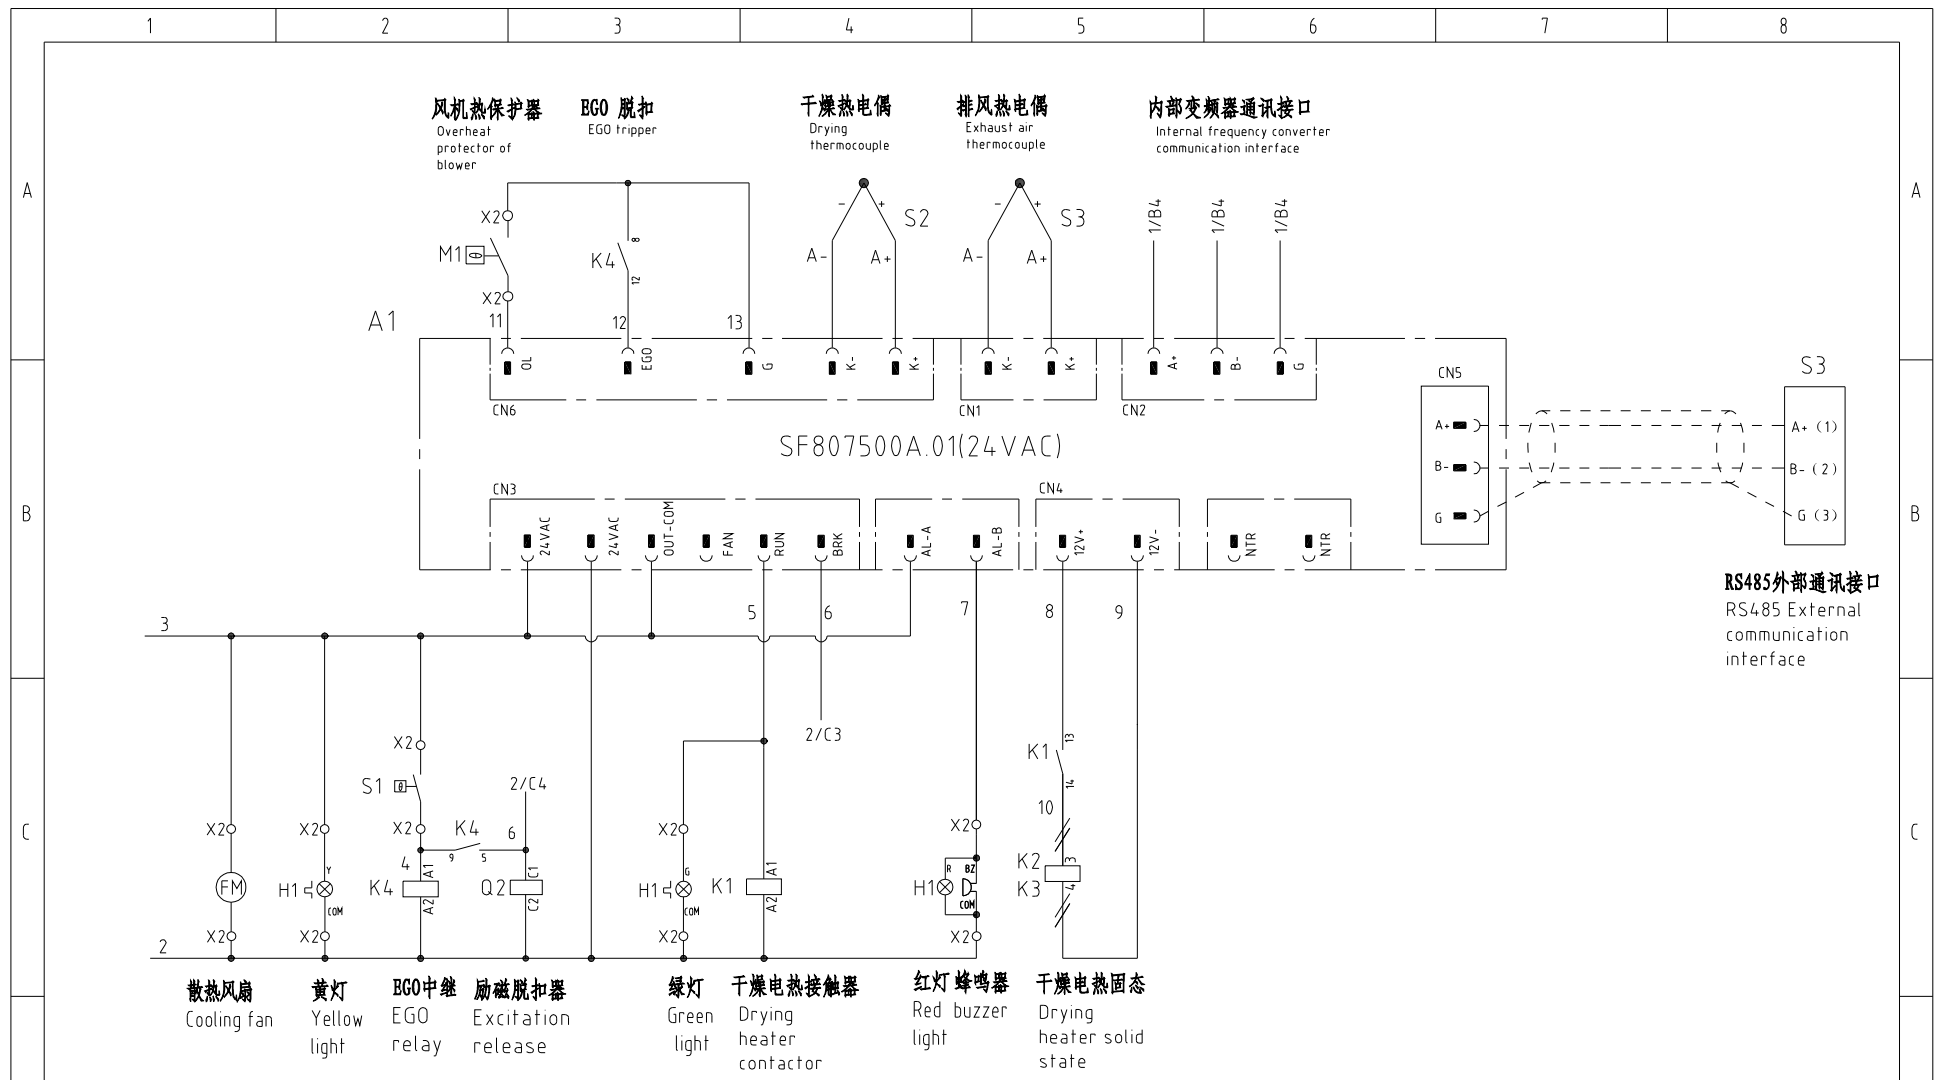 1 2 3 4 5 6 7 8
风机热保护器 EGO 脱扣 干燥热电偶 排风热电偶 内部变频器通讯接口
Overheat
protector of
blower
EGO tripper
Drying
thermocouple
Exhaust air
thermocouple
Internal frequency converter
communication interface
A A
X2
M1 θ
X2
K4 8 12
- + S2
A- A+
- + S3
A- A+
1/B4 1/B4 1/B4
A1
11 12 13
OL EGO G K- K+ K- K+ A+ B- G
CN6 CN1 CN2
CN5
S3
A+ A+ (1)
B- B- (2)
G G (3)
SF807500A.01(24VAC)
B B
CN3 CN4
24VAC 24VAC OUT-COM FAN RUN BRK AL-A AL-B 12V+ 12V- NTR NTR
RS485外部通讯接口
RS485 External
communication
interface
3 5 6 7 8 9
2/C3
X2
S1 θ
X2
2/C4
K4 9 5
6
4
K1 13 14
10
C C
X2 X2 X2 X2
FM
H1 Y COM
K4 A1 A2
Q2 C1 C2
H1 G COM
K1 A1 A2
H1 R BZ COM
K2 3
K3 4
X2 X2 X2 X2
2
散热风扇 黄灯 EGO中继 励磁脱扣器 绿灯 干燥电热接触器 红灯 蜂鸣器 干燥电热固态
Cooling fan
Yellow
light
EGO
relay
Excitation
release
Green
light
Drying
heater
contactor
Red buzzer
light
Drying
heater solid
state